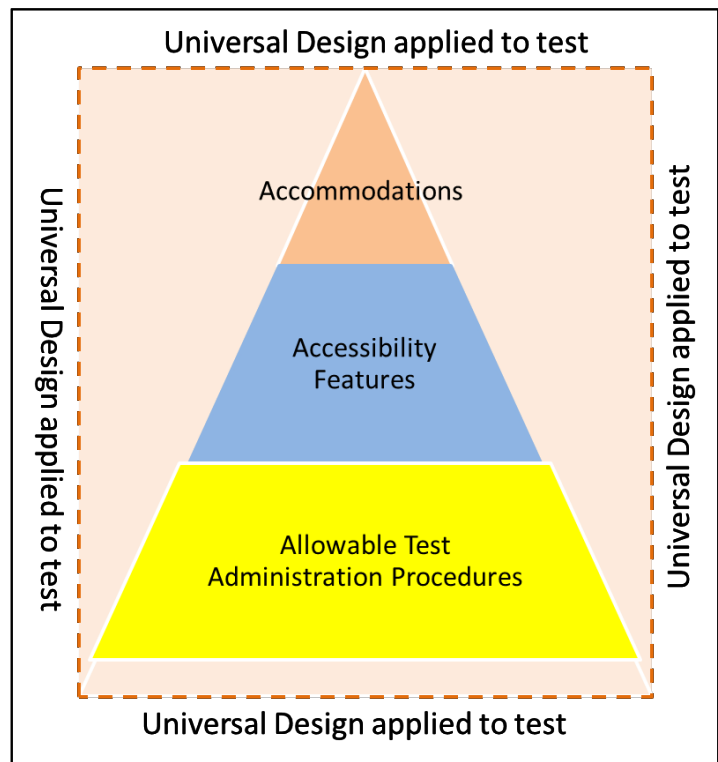 Universal Design applied to test
Accommodations
Universal Design applied to test
Universal Design applied to test
Accessibility
Features
Allowable Test
Administration Procedures
Universal Design applied to test